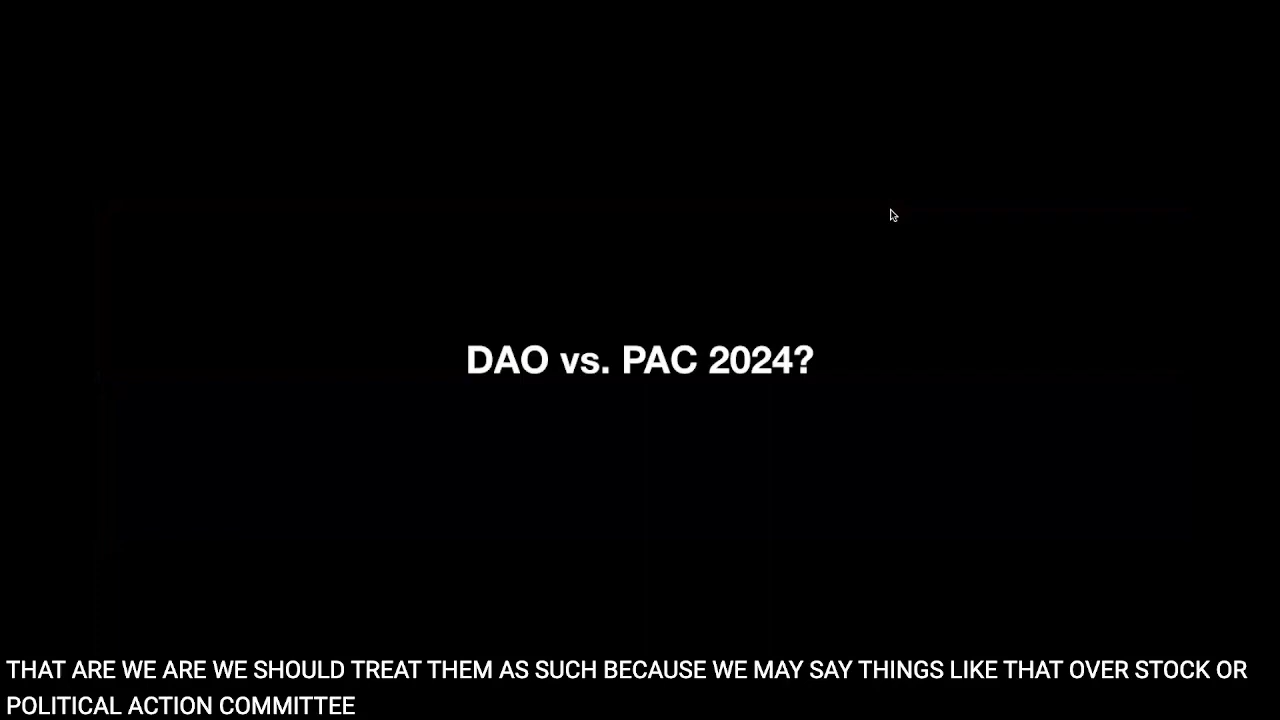 DAO vs. PAC 2024?
THAT ARE WE ARE WE SHOULD TREAT THEM AS SUCH BECAUSE WE MAY SAY THINGS LIKE THAT OVER STOCK OR
POLITICAL ACTION COMMITTEE